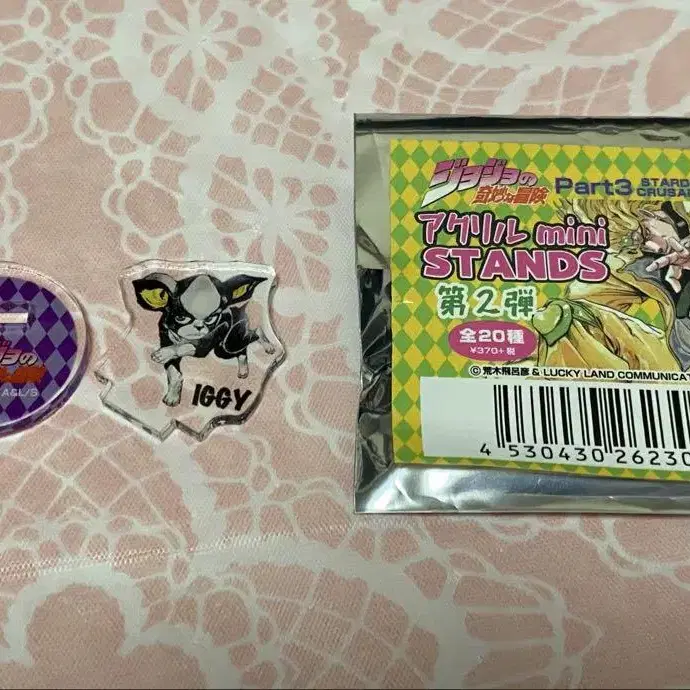 ジョジョの
A&L/S
IGGY
ジョジョの
奇妙な冒険
Part3 STARD
CRUSA
アクリル mini
STANDS
第2弾
全20種
¥370+税
© 荒木飛呂彦 & LUCKY LAND COMMUNICAT
4 530430 26230